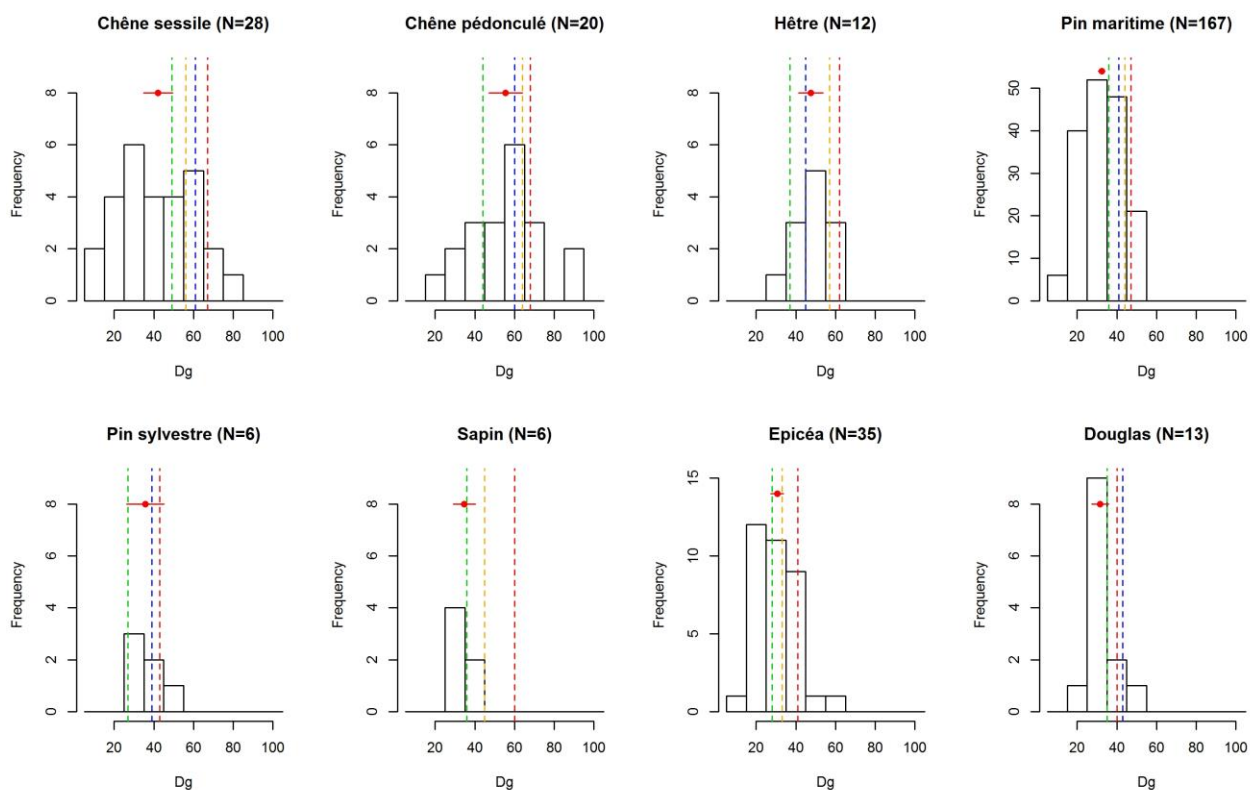 Chêne sessile (N=28)
Frequency
0 2 4 6 8
20 40 60 80 100
Dg
Chêne pédonculé (N=20)
Frequency
0 2 4 6 8
20 40 60 80 100
Dg
Hêtre (N=12)
Frequency
0 2 4 6 8
20 40 60 80 100
Dg
Pin maritime (N=167)
Frequency
0 10 20 30 40 50
20 40 60 80 100
Dg
Pin sylvestre (N=6)
Frequency
0 2 4 6 8
20 40 60 80 100
Dg
Sapin (N=6)
Frequency
0 2 4 6 8
20 40 60 80 100
Dg
Epicéa (N=35)
Frequency
0 5 10 15
20 40 60 80 100
Dg
Douglas (N=13)
Frequency
0 2 4 6 8
20 40 60 80 100
Dg